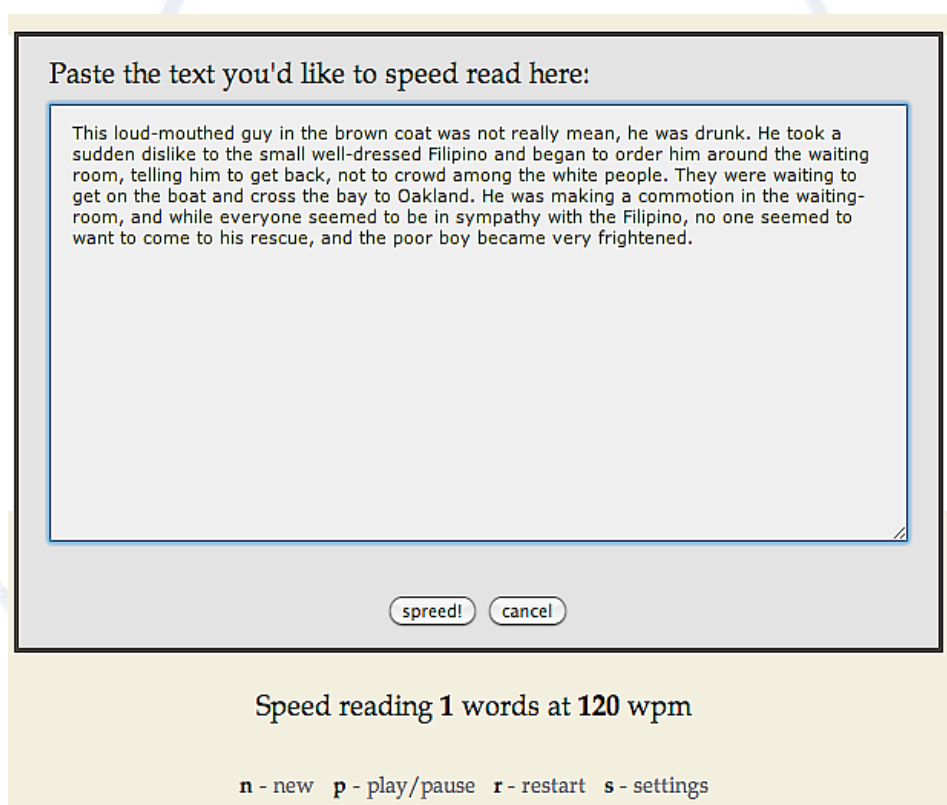 Paste the text you'd like to speed read here:
This loud-mouthed guy in the brown coat was not really mean, he was drunk. He took a
sudden dislike to the small well-dressed Filipino and began to order him around the waiting
room, telling him to get back, not to crowd among the white people. They were waiting to
get on the boat and cross the bay to Oakland. He was making a commotion in the waiting-
room, and while everyone seemed to be in sympathy with the Filipino, no one seemed to
want to come to his rescue, and the poor boy became very frightened.
spreed! cancel
Speed reading 1 words at 120 wpm
n - new p - play/pause r - restart s - settings